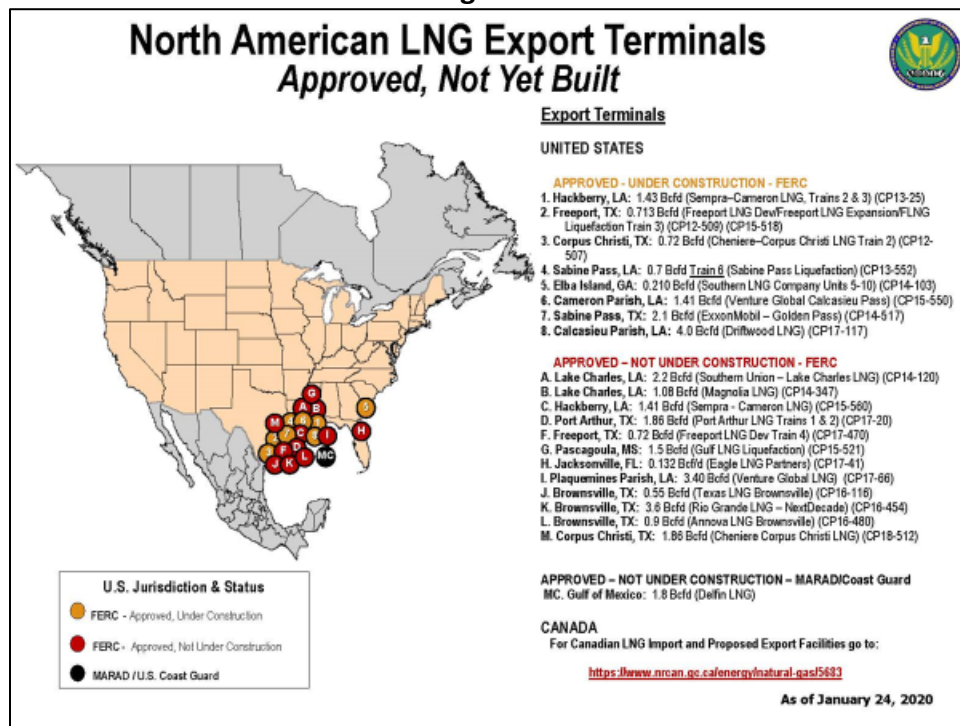 North American LNG Export Terminals
Approved, Not Yet Built
Export Terminals
UNITED STATES
APPROVED - UNDER CONSTRUCTION - FERC
1. Hackberry, LA: 1.43 Bcfd (Sempra–Cameron LNG, Trains 2 & 3) (CP13-25)
2. Freeport, TX: 0.713 Bcfd (Freeport LNG Dev/Freeport LNG Expansion/FLNG
Liquefaction Train 3) (CP12-509) (CP15-518)
3. Corpus Christi, TX: 0.72 Bcfd (Cheniere–Corpus Christi LNG Train 2) (CP12-
507)
4. Sabine Pass, LA: 0.7 Bcfd Train 6 (Sabine Pass Liquefaction) (CP13-552)
5. Elba Island, GA: 0.210 Bcfd (Southern LNG Company Units 5-10) (CP14-103)
6. Cameron Parish, LA: 1.41 Bcfd (Venture Global Calcasieu Pass) (CP15-550)
7. Sabine Pass, TX: 2.1 Bcfd (ExxonMobil – Golden Pass) (CP14-517)
8. Calcasieu Parish, LA: 4.0 Bcfd (Driftwood LNG) (CP17-117)
APPROVED – NOT UNDER CONSTRUCTION - FERC
A. Lake Charles, LA: 2.2 Bcfd (Southern Union – Lake Charles LNG) (CP14-120)
B. Lake Charles, LA: 1.08 Bcfd (Magnolia LNG) (CP14-347)
C. Hackberry, LA: 1.41 Bcfd (Sempra - Cameron LNG) (CP15-560)
D. Port Arthur, TX: 1.86 Bcfd (Port Arthur LNG Trains 1 & 2) (CP17-20)
F. Freeport, TX: 0.72 Bcfd (Freeport LNG Dev Train 4) (CP17-470)
G. Pascagoula, MS: 1.5 Bcfd (Gulf LNG Liquefaction) (CP15-521)
H. Jacksonville, FL: 0.132 Bcf/d (Eagle LNG Partners) (CP17-41)
I. Plaquemines Parish, LA: 3.40 Bcfd (Venture Global LNG) (CP17-66)
J. Brownsville, TX: 0.55 Bcfd (Texas LNG Brownsville) (CP16-116)
K. Brownsville, TX: 3.6 Bcfd (Rio Grande LNG – NextDecade) (CP16-454)
L. Brownsville, TX: 0.9 Bcfd (Annova LNG Brownsville) (CP16-480)
M. Corpus Christi, TX: 1.86 Bcfd (Cheniere Corpus Christi LNG) (CP18-512)
APPROVED – NOT UNDER CONSTRUCTION – MARAD/Coast Guard
MC. Gulf of Mexico: 1.8 Bcfd (Delfin LNG)
CANADA
For Canadian LNG Import and Proposed Export Facilities go to:
https://www.nrcan.gc.ca/energy/natural-gas/5683
As of January 24, 2020
G
A B
M 4 6 1 5
7 C 8 I H
F D
3 J K L MC
U.S. Jurisdiction & Status
FERC - Approved, Under Construction
FERC - Approved, Not Under Construction
MARAD / U.S. Coast Guard